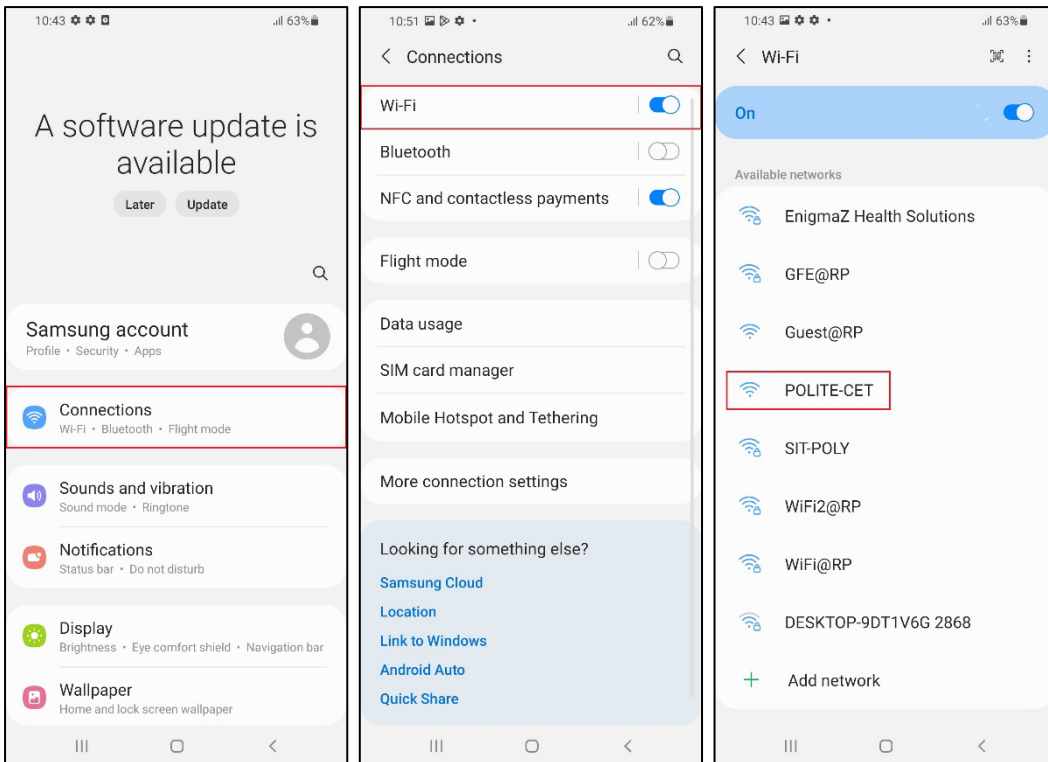 10:43 .ıl 63%
A software update is
available
Later Update
Samsung account
Profile • Security • Apps
Connections
Wi-Fi • Bluetooth • Flight mode
Sounds and vibration
Sound mode • Ringtone
Notifications
Status bar • Do not disturb
Display
Brightness • Eye comfort shield • Navigation bar
Wallpaper
Home and lock screen wallpaper
10:51 62%
Connections
Wi-Fi
Bluetooth
NFC and contactless payments
Flight mode
Data usage
SIM card manager
Mobile Hotspot and Tethering
More connection settings
Looking for something else?
Samsung Cloud
Location
Link to Windows
Android Auto
Quick Share
10:43 63%
Wi-Fi
On
Available networks
EnigmaZ Health Solutions
GFE@RP
Guest@RP
POLITE-CET
SIT-POLY
WiFi2@RP
WiFi@RP
DESKTOP-9DT1V6G 2868
Add network